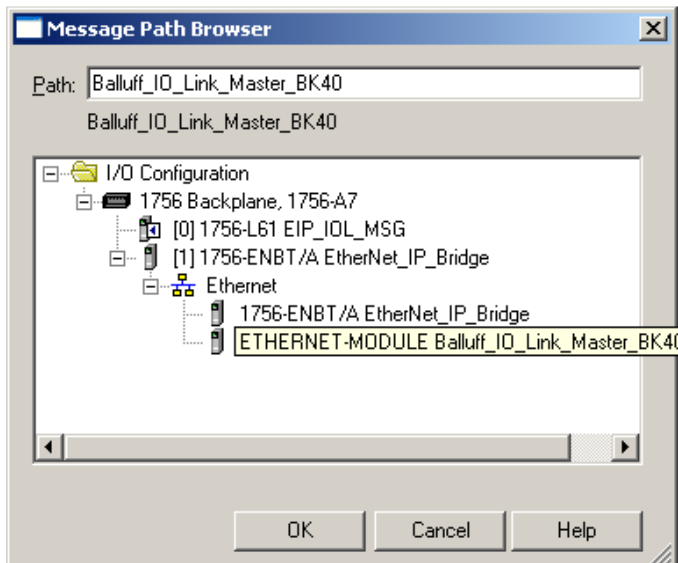 Message Path Browser
Path: Balluff_IO_Link_Master_BK40
Balluff_IO_Link_Master_BK40
I/O Configuration
1756 Backplane, 1756-A7
[0] 1756-L61 EIP_IOL_MSG
[1] 1756-ENBT/A EtherNet_IP_Bridge
Ethernet
1756-ENBT/A EtherNet_IP_Bridge
ETHERNET-MODULE Balluff_IO_Link_Master_BK40
OK Cancel Help